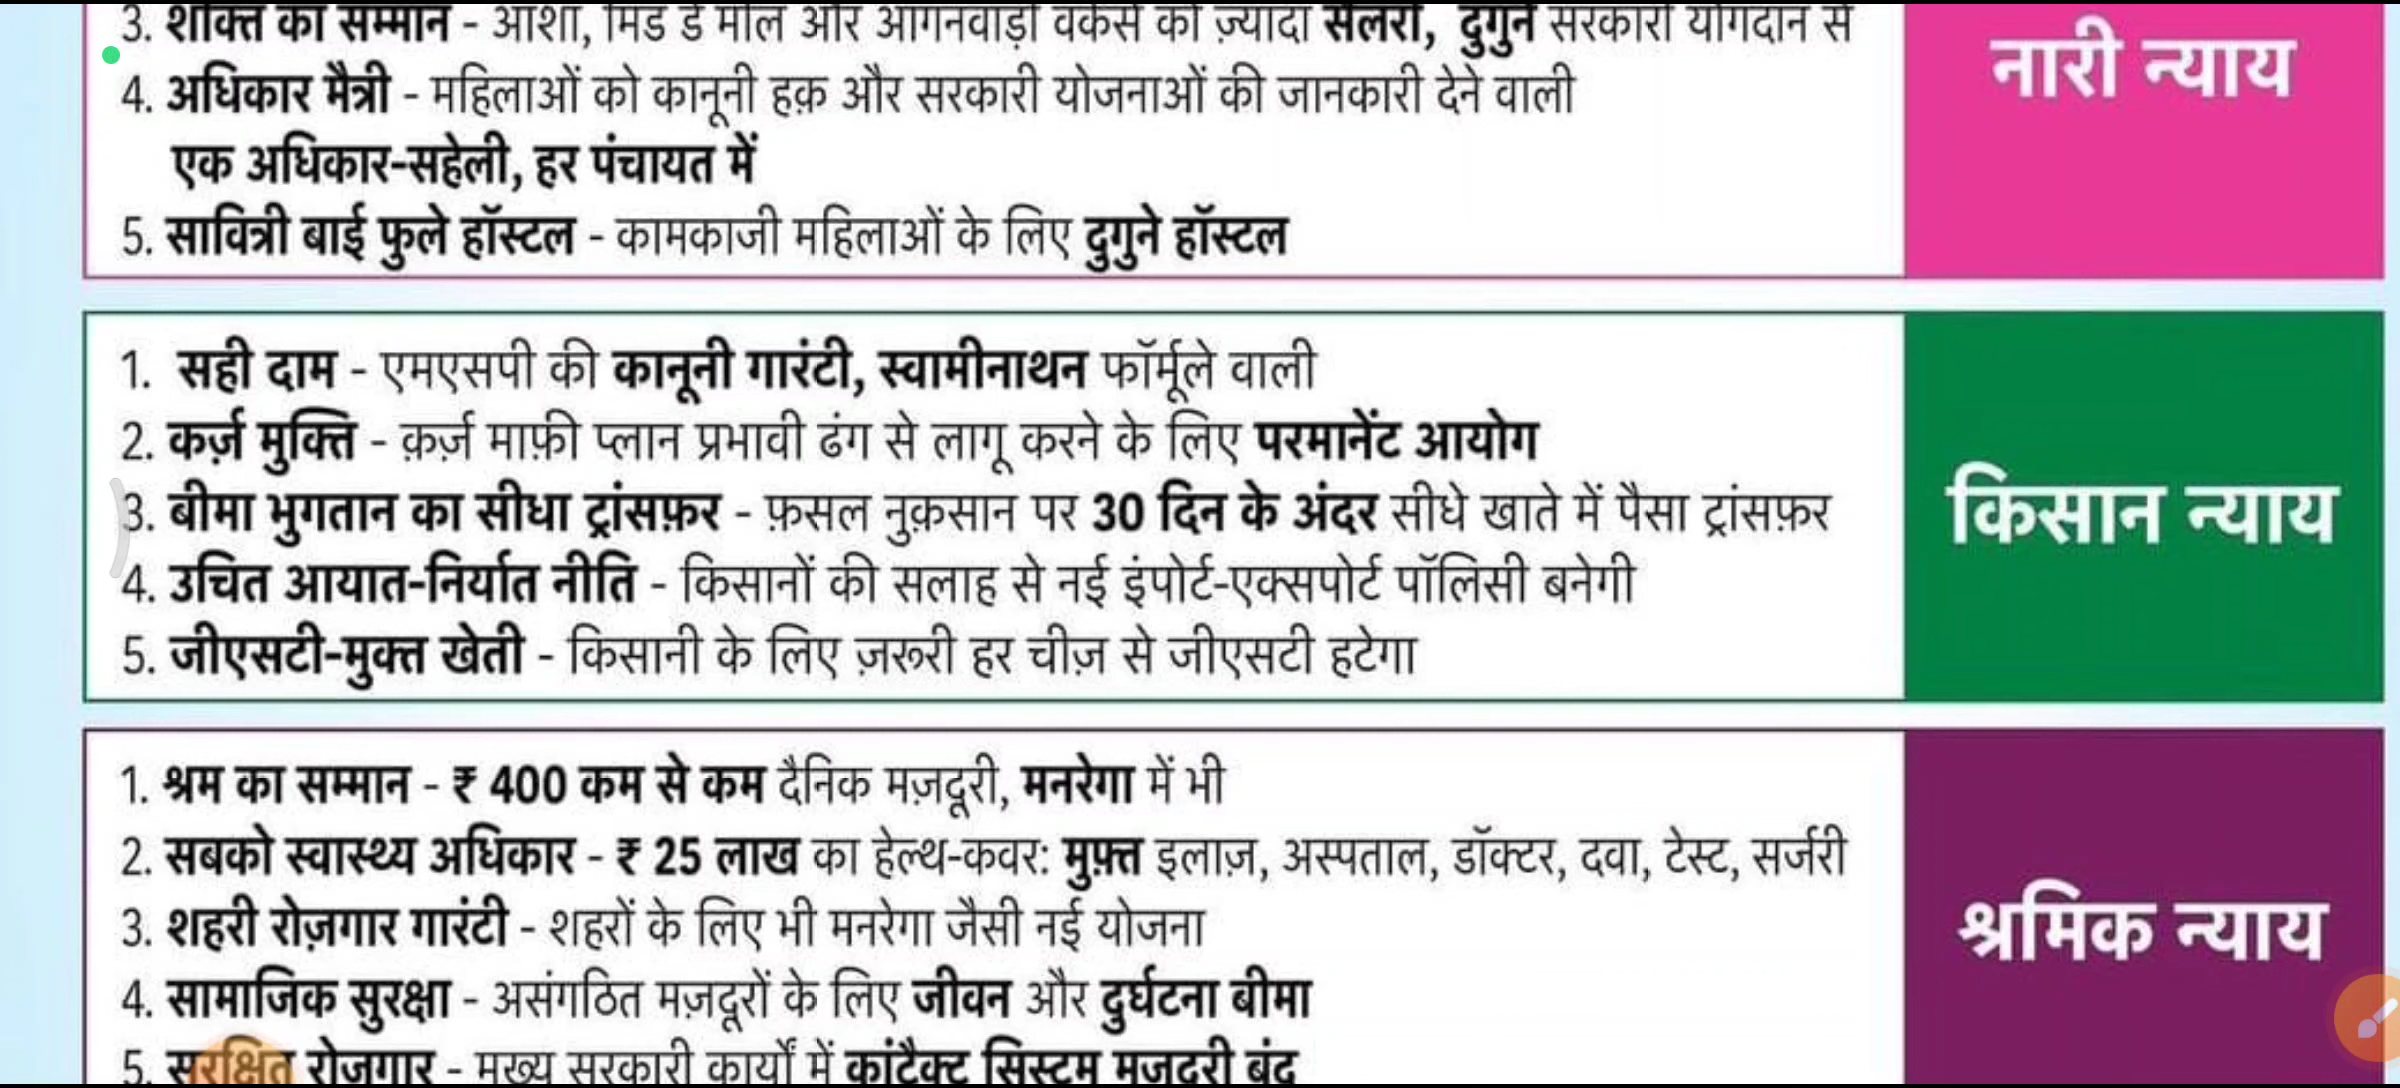 3. शक्ति का सम्मान - आशा, मिड डे मील और आंगनवाड़ी वर्कर्स को ज़्यादा सैलरी, दुगुने सरकारी योगदान से
नारी न्याय
4. अधिकार मैत्री - महिलाओं को कानूनी हक़ और सरकारी योजनाओं की जानकारी देने वाली
एक अधिकार-सहेली, हर पंचायत में
5. सावित्री बाई फुले हॉस्टल - कामकाजी महिलाओं के लिए दुगुने हॉस्टल
1. सही दाम - एमएसपी की कानूनी गारंटी, स्वामीनाथन फॉर्मूले वाली
2. कर्ज़ मुक्ति - क़र्ज़ माफ़ी प्लान प्रभावी ढंग से लागू करने के लिए परमानेंट आयोग
3. बीमा भुगतान का सीधा ट्रांसफ़र - फ़सल नुक़सान पर 30 दिन के अंदर सीधे खाते में पैसा ट्रांसफ़र
किसान न्याय
4. उचित आयात-निर्यात नीति - किसानों की सलाह से नई इंपोर्ट-एक्सपोर्ट पॉलिसी बनेगी
5. जीएसटी-मुक्त खेती - किसानी के लिए ज़रूरी हर चीज़ से जीएसटी हटेगा
1. श्रम का सम्मान - ₹ 400 कम से कम दैनिक मज़दूरी, मनरेगा में भी
2. सबको स्वास्थ्य अधिकार - ₹ 25 लाख का हेल्थ-कवर: मुफ़्त इलाज़, अस्पताल, डॉक्टर, दवा, टेस्ट, सर्जरी
3. शहरी रोज़गार गारंटी - शहरों के लिए भी मनरेगा जैसी नई योजना
श्रमिक न्याय
4. सामाजिक सुरक्षा - असंगठित मज़दूरों के लिए जीवन और दुर्घटना बीमा
5. सुरक्षित रोज़गार - मुख्य सरकारी कार्यों में कांट्रैक्ट सिस्टम मज़दूरी बंद